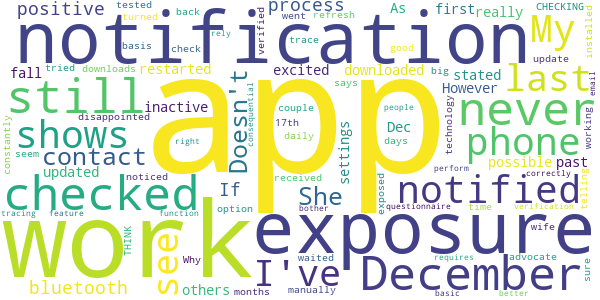 positive tested back process first really CHECKING
notification My
turned went refresh As installed
basis check verified rely trace good update
fall tried downloads restarted excited downloaded big stated last
still inactive Doesn't consequential couple says people However never
app
constantly shows disappointed 17th Dec settings technology phone working email
seem contact noticed daily days possible past
updated If right received exposed telling
checked She notified perform correctly
tracing feature option bother questionnaire time verification wife
work see exposure
THINK Why function waited requires advocate sure
bluetooth others months manually I've December basic better